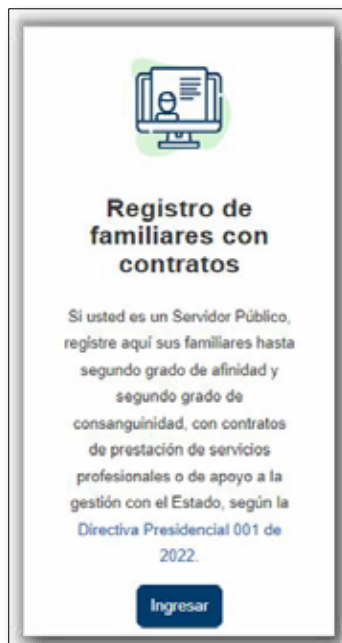 Registro de
familiares con
contratos
Si usted es un Servidor Público,
registre aquí sus familiares hasta
segundo grado de afinidad y
segundo grado de
consanguinidad, con contratos
de prestación de servicios
profesionales o de apoyo a la
gestión con el Estado, según la
Directiva Presidencial 001 de
2022.
Ingresar